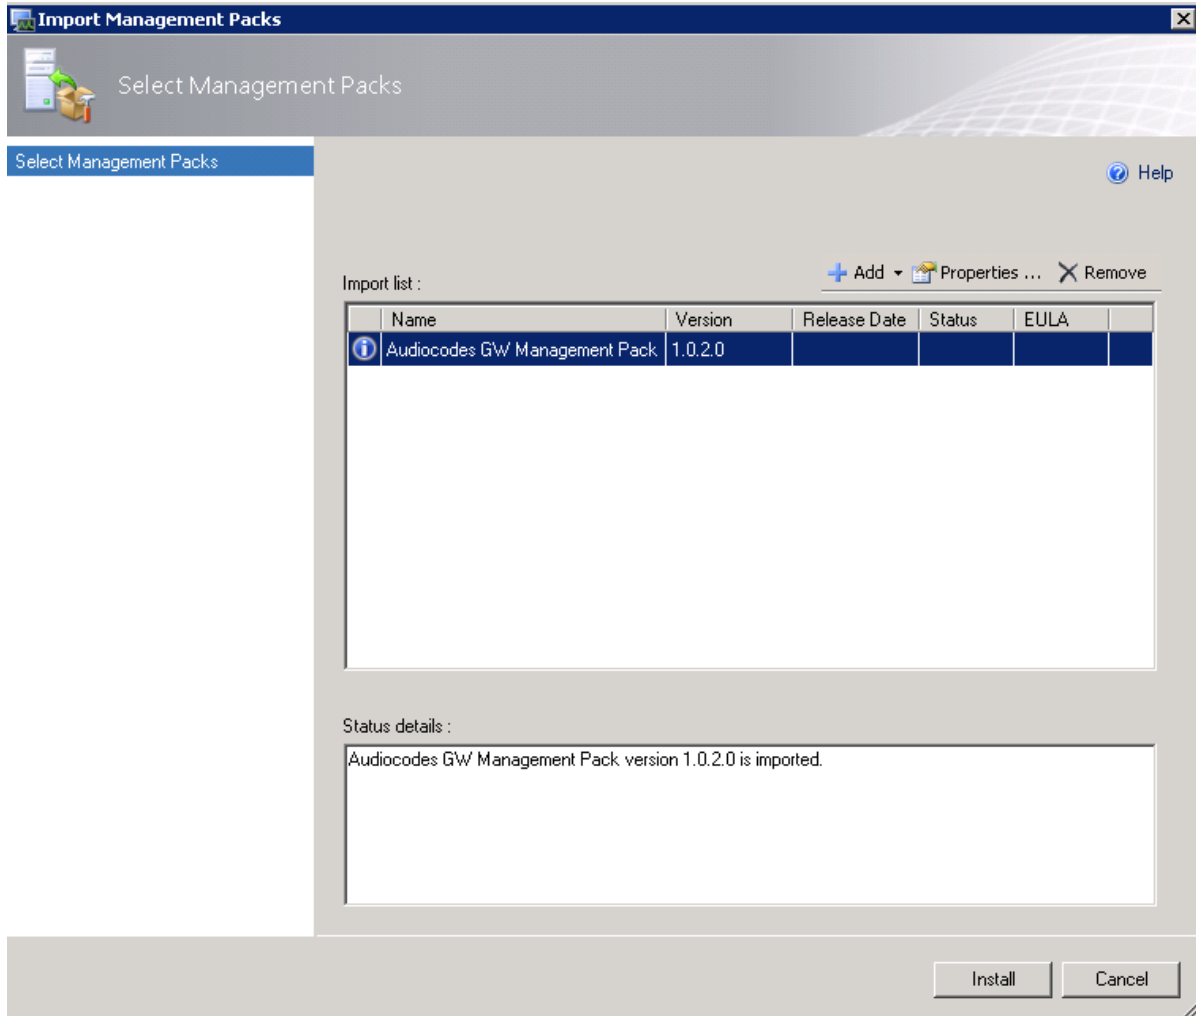 Import Management Packs
Select Management Packs
Select Management Packs
Help
Add
Properties ...
Remove
Import list :
Name Version Release Date Status EULA
Audiocodes GW Management Pack 1.0.2.0
Status details :
Audiocodes GW Management Pack version 1.0.2.0 is imported.
Install
Cancel